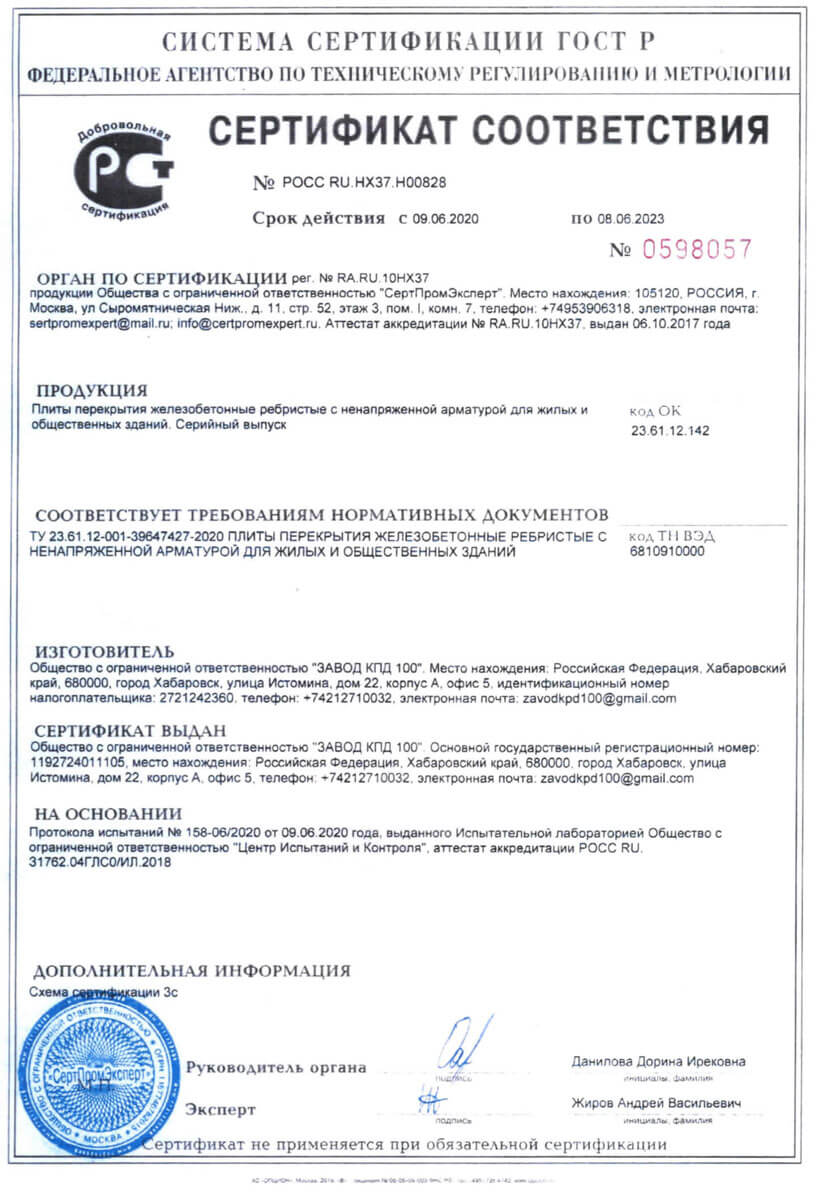 СИСТЕМА СЕРТИФИКАЦИИ ГОСТ Р
ФЕДЕРАЛЬНОЕ АГЕНТСТВО ПО ТЕХНИЧЕСКОМУ РЕГУЛИРОВАНИЮ И МЕТРОЛОГИИ
Добровольная
РСТ
сертификация
СЕРТИФИКАТ СООТВЕТСТВИЯ
№ РОСС RU.НХ37.Н00828
Срок действия с 09.06.2020 по 08.06.2023
№ 0598057
ОРГАН ПО СЕРТИФИКАЦИИ рег. № RA.RU.10НХ37
продукции Общества с ограниченной ответственностью "СертПромЭксперт". Место нахождения: 105120, РОССИЯ, г.
Москва, ул Сыромятническая Ниж., д. 11, стр. 52, этаж 3, пом. I, комн. 7, телефон: +74953906318, электронная почта:
sertpromexpert@mail.ru; info@certpromexpert.ru. Аттестат аккредитации № RA.RU.10НХ37, выдан 06.10.2017 года
ПРОДУКЦИЯ
Плиты перекрытия железобетонные ребристые с ненапряженной арматурой для жилых и
общественных зданий. Серийный выпуск
код ОК
23.61.12.142
СООТВЕТСТВУЕТ ТРЕБОВАНИЯМ НОРМАТИВНЫХ ДОКУМЕНТОВ
ТУ 23.61.12-001-39647427-2020 ПЛИТЫ ПЕРЕКРЫТИЯ ЖЕЛЕЗОБЕТОННЫЕ РЕБРИСТЫЕ С
НЕНАПРЯЖЕННОЙ АРМАТУРОЙ ДЛЯ ЖИЛЫХ И ОБЩЕСТВЕННЫХ ЗДАНИЙ
код ТН ВЭД
6810910000
ИЗГОТОВИТЕЛЬ
Общество с ограниченной ответственностью "ЗАВОД КПД 100". Место нахождения: Российская Федерация, Хабаровский
край, 680000, город Хабаровск, улица Истомина, дом 22, корпус А, офис 5, идентификационный номер
налогоплательщика: 2721242360, телефон: +74212710032, электронная почта: zavodkpd100@gmail.com
СЕРТИФИКАТ ВЫДАН
Общество с ограниченной ответственностью "ЗАВОД КПД 100". Основной государственный регистрационный номер:
1192724011105, место нахождения: Российская Федерация, Хабаровский край, 680000, город Хабаровск, улица
Истомина, дом 22, корпус А, офис 5, телефон: +74212710032, электронная почта: zavodkpd100@gmail.com
НА ОСНОВАНИИ
Протокола испытаний № 158-06/2020 от 09.06.2020 года, выданного Испытательной лабораторией Общество с
ограниченной ответственностью "Центр Испытаний и Контроля", аттестат аккредитации РОСС RU.
31762.04ГЛС0/ИЛ.2018
ДОПОЛНИТЕЛЬНАЯ ИНФОРМАЦИЯ
Схема сертификации 3с
ОБЩЕСТВО С ОГРАНИЧЕННОЙ ОТВЕТСТВЕННОСТЬЮ
"СертПромЭксперт"
М.П.
МОСКВА
Руководитель органа
подпись
Данилова Дорина Ирековна
инициалы, фамилия
Эксперт
подпись
Жиров Андрей Васильевич
инициалы, фамилия
Сертификат не применяется при обязательной сертификации